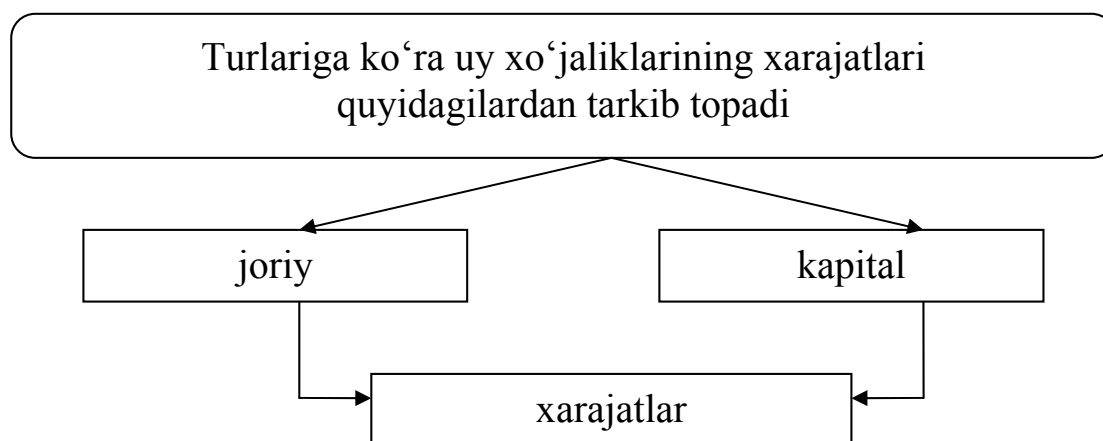 Turlariga ko‘ra uy xo‘jaliklarining xarajatlari
quyidagilardan tarkib topadi
joriy
kapital
xarajatlar